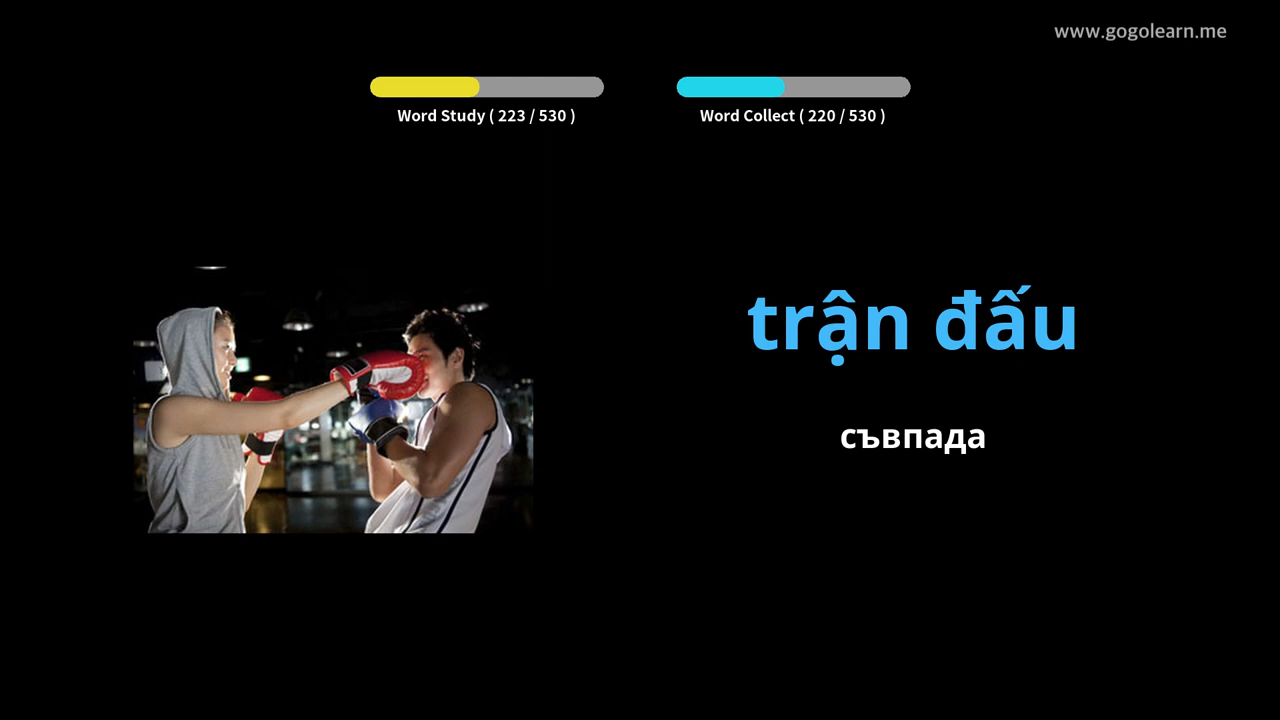 www.gogolearn.me
Word Study ( 223 / 530 )
Word Collect ( 220 / 530 )
trận đấu
съвпада